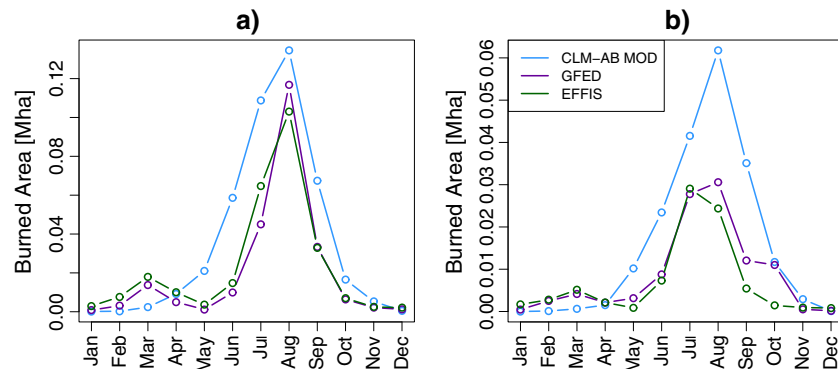 a)
Burned Area [Mha]
0.00
0.04
0.12
Jan
Feb
Mar
Apr
May
Jun
Jul
Aug
Sep
Oct
Nov
Dec
b)
CLM−AB MOD
GFED
EFFIS
Burned Area [Mha]
0.00
0.01
0.02
0.03
0.04
0.05
0.06
Jan
Feb
Mar
Apr
May
Jun
Jul
Aug
Sep
Oct
Nov
Dec